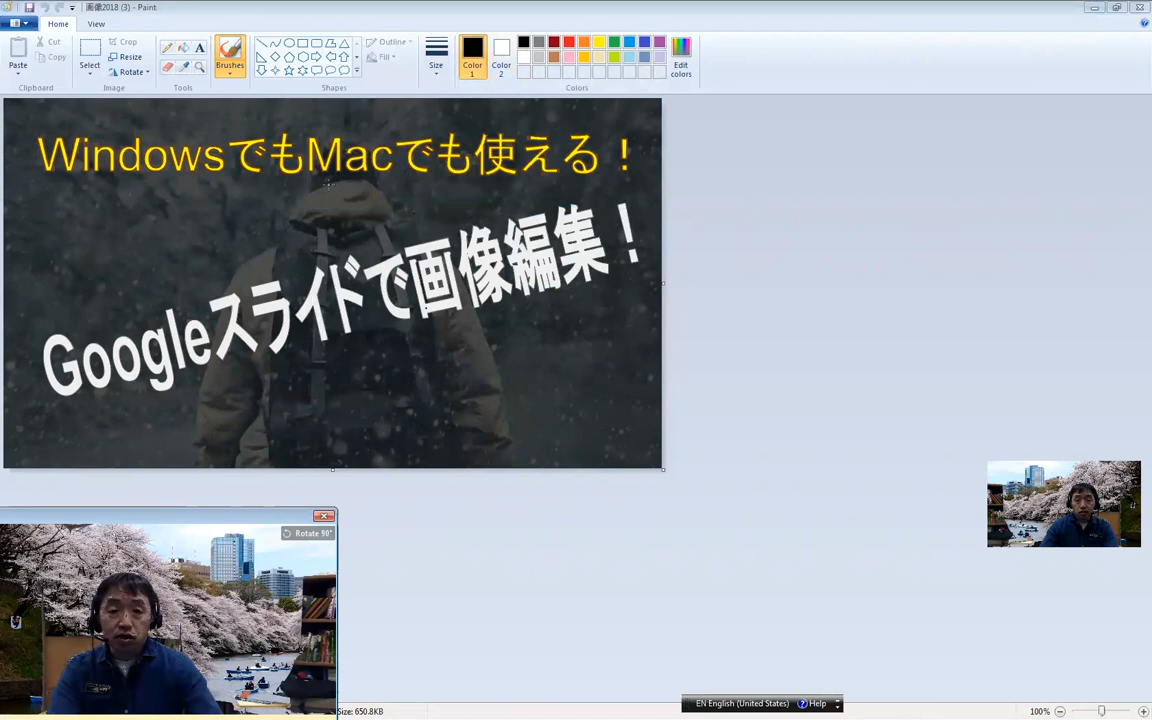 画像2018 (3) - Paint
Home
View
Paste
Cut
Copy
Clipboard
Select
Crop
Resize
Rotate
Image
A
Tools
Brushes
Outline
Fill
Shapes
Size
Color 1
Color 2
Edit colors
Colors
WindowsでもMacでも使える！
Googleスライドで画像編集！
Rotate 90°
Size: 650.8KB
EN English (United States)
Help
100%